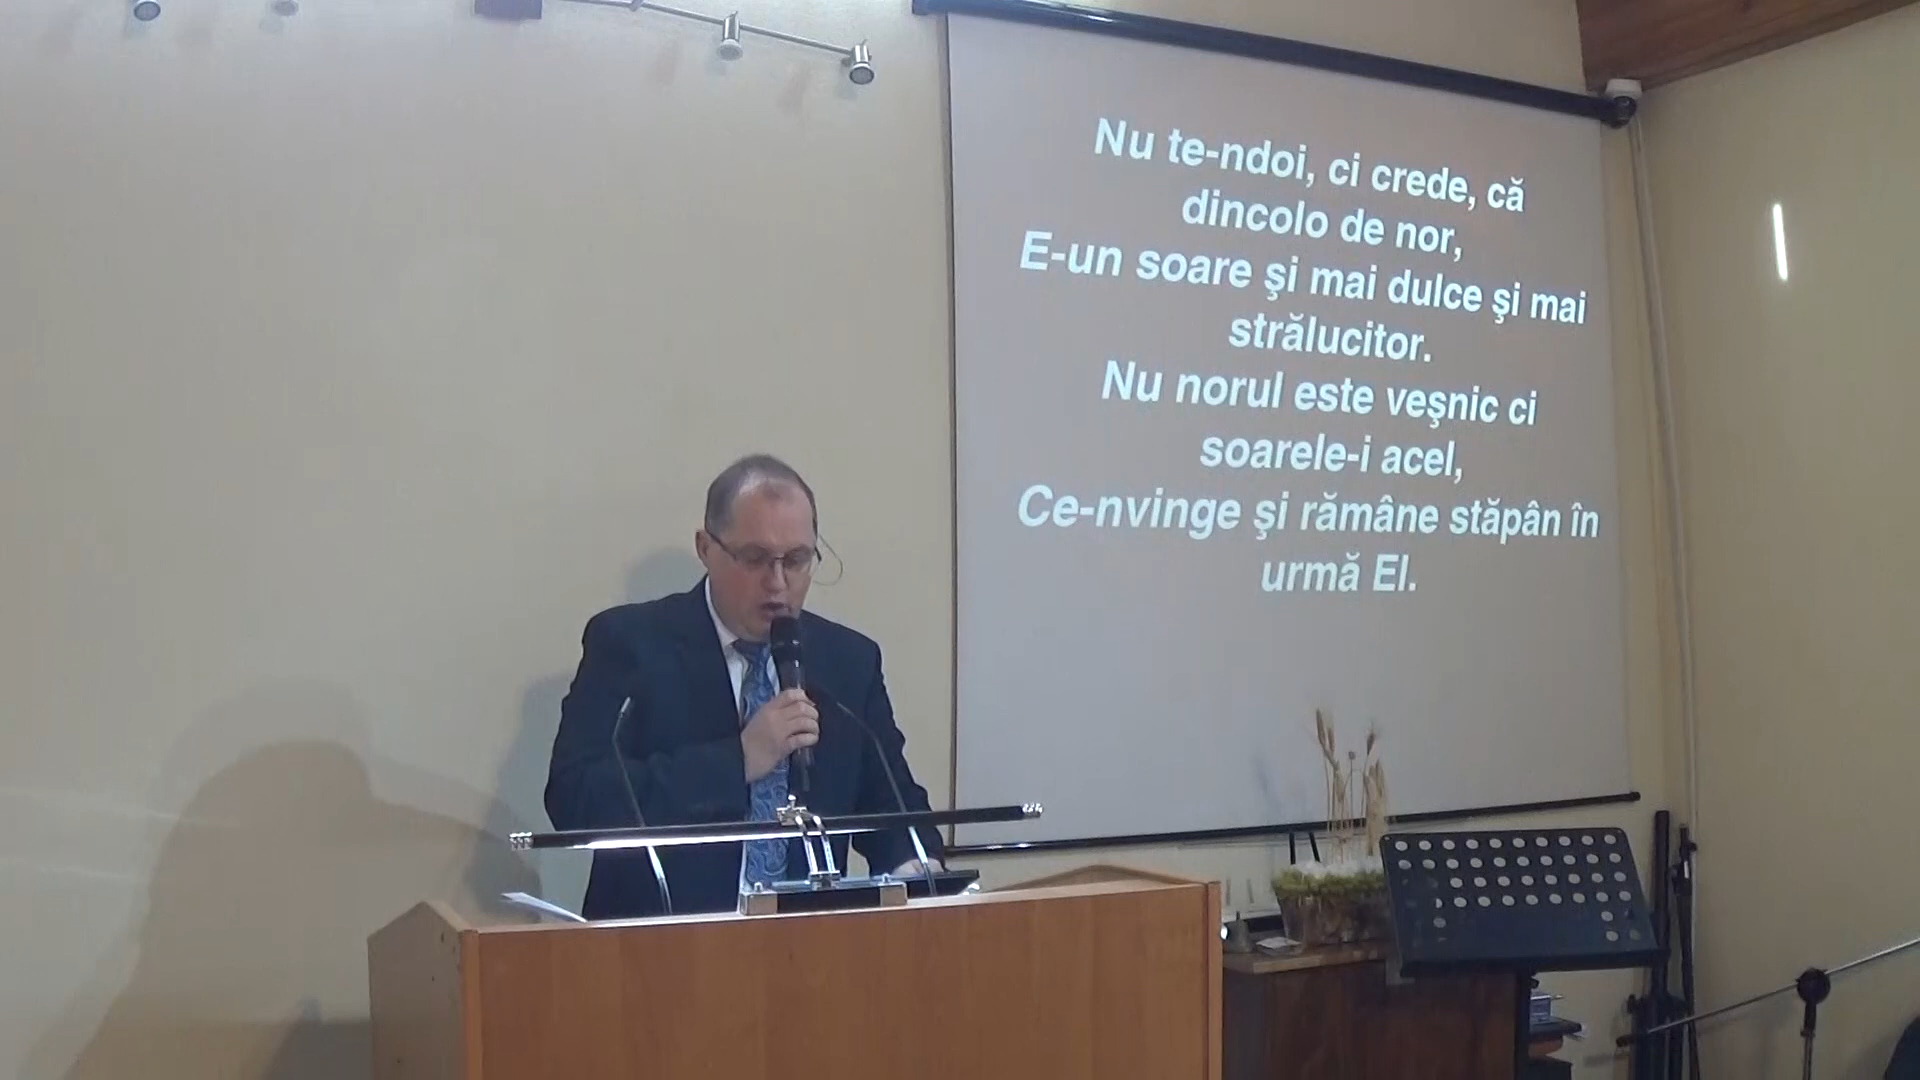 Nu te-ndoi, ci crede, că
dincolo de nor,
E-un soare şi mai dulce şi mai
strălucitor.
Nu norul este veşnic ci
soarele-i acel,
Ce-nvinge şi rămâne stăpân în
urmă El.